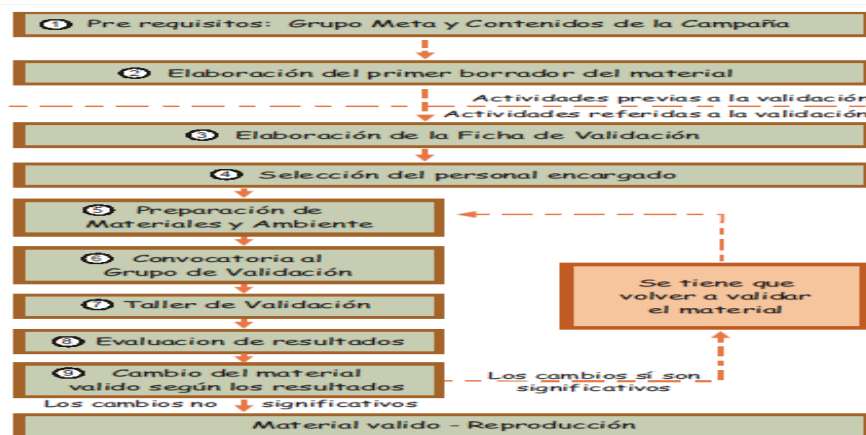 1 Pre requisitos: Grupo Meta y Contenidos de la Campaña
2 Elaboración del primer borrador del material
Actividades previas a la validación
Actividades referidas a la validación
3 Elaboración de la Ficha de Validación
4 Selección del personal encargado
5 Preparación de
Materiales y Ambiente
6 Convocatoria al
Grupo de Validación
7 Taller de Validación
8 Evaluacion de resultados
9 Cambio del material
valido según los resultados
Se tiene que
volver a validar
el material
Los cambios sí son
significativos
Los cambios no significativos
Material valido - Reproducción